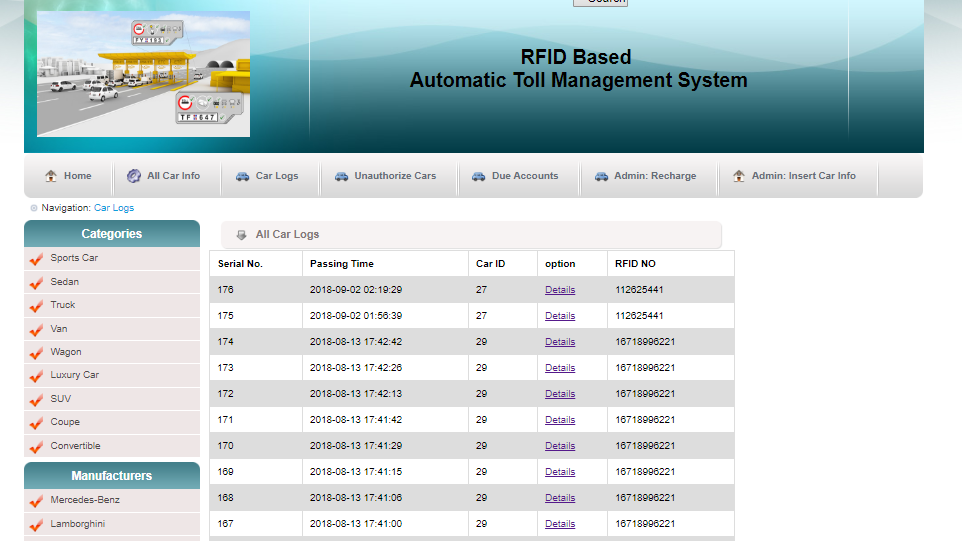 Search
RFID Based
Automatic Toll Management System
Home
All Car Info
Car Logs
Unauthorize Cars
Due Accounts
Admin: Recharge
Admin: Insert Car Info
Navigation: Car Logs
Categories
Sports Car
Sedan
Truck
Van
Wagon
Luxury Car
SUV
Coupe
Convertible
Manufacturers
Mercedes-Benz
Lamborghini
All Car Logs
Serial No. Passing Time Car ID option RFID NO
176 2018-09-02 02:19:29 27 Details 112625441
175 2018-09-02 01:56:39 27 Details 112625441
174 2018-08-13 17:42:42 29 Details 16718996221
173 2018-08-13 17:42:26 29 Details 16718996221
172 2018-08-13 17:42:13 29 Details 16718996221
171 2018-08-13 17:41:42 29 Details 16718996221
170 2018-08-13 17:41:29 29 Details 16718996221
169 2018-08-13 17:41:15 29 Details 16718996221
168 2018-08-13 17:41:06 29 Details 16718996221
167 2018-08-13 17:41:00 29 Details 16718996221